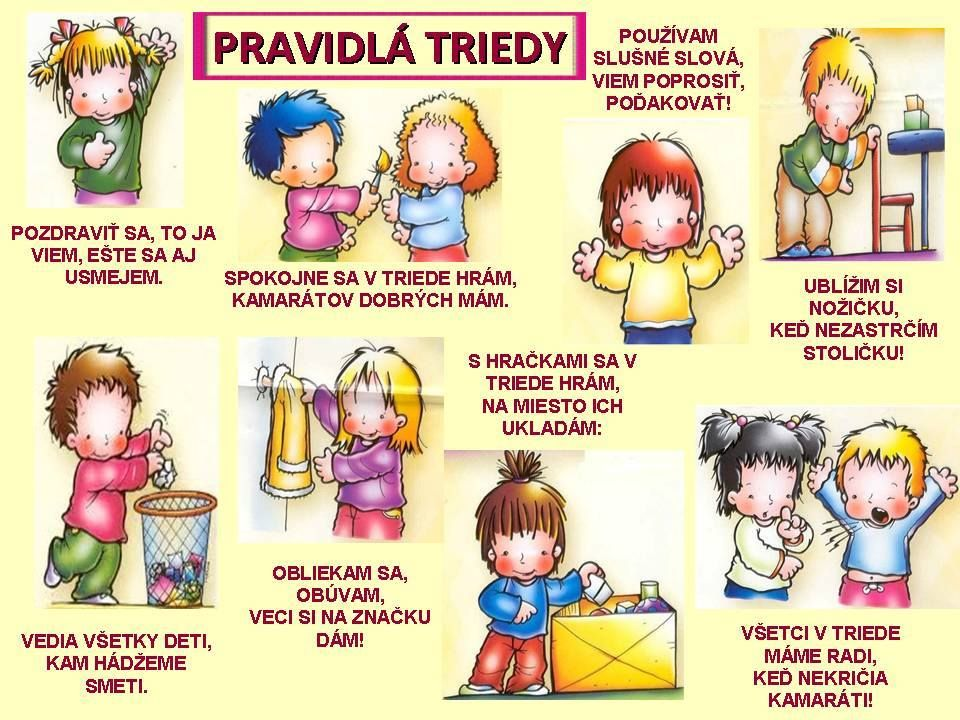 PRAVIDLÁ TRIEDY
POZDRAVIŤ SA, TO JA
VIEM, EŠTE SA AJ
USMEJEM.
SPOKOJNE SA V TRIEDE HRÁM,
KAMARÁTOV DOBRÝCH MÁM.
POUŽÍVAM
SLUŠNÉ SLOVÁ,
VIEM POPROSIŤ,
POĎAKOVAŤ!
UBLÍŽIM SI
NOŽIČKU,
KEĎ NEZASTRČÍM
STOLIČKU!
VEDIA VŠETKY DETI,
KAM HÁDŽEME
SMETI.
OBLIEKAM SA,
OBÚVAM,
VECI SI NA ZNAČKU
DÁM!
S HRAČKAMI SA V
TRIEDE HRÁM,
NA MIESTO ICH
UKLADÁM:
VŠETCI V TRIEDE
MÁME RADI,
KEĎ NEKRIČIA
KAMARÁTI!